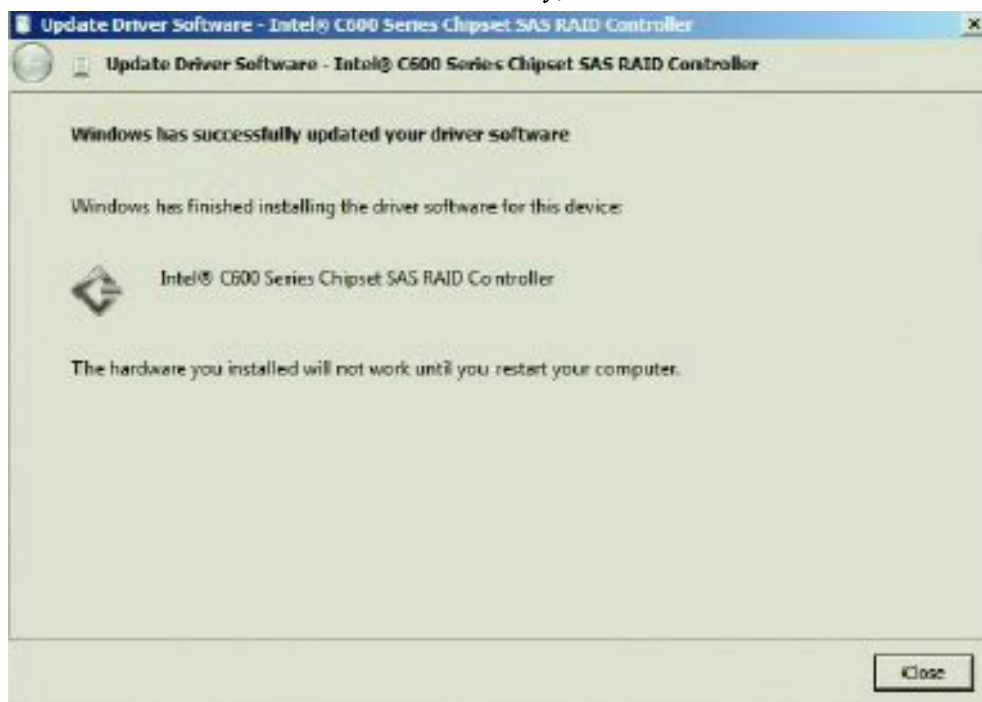 Update Driver Software - Intel® C600 Series Chipset SAS RAID Controller
Update Driver Software - Intel® C600 Series Chipset SAS RAID Controller
Windows has successfully updated your driver software
Windows has finished installing the driver software for this device:
Intel® C600 Series Chipset SAS RAID Controller
The hardware you installed will not work until you restart your computer.
Close